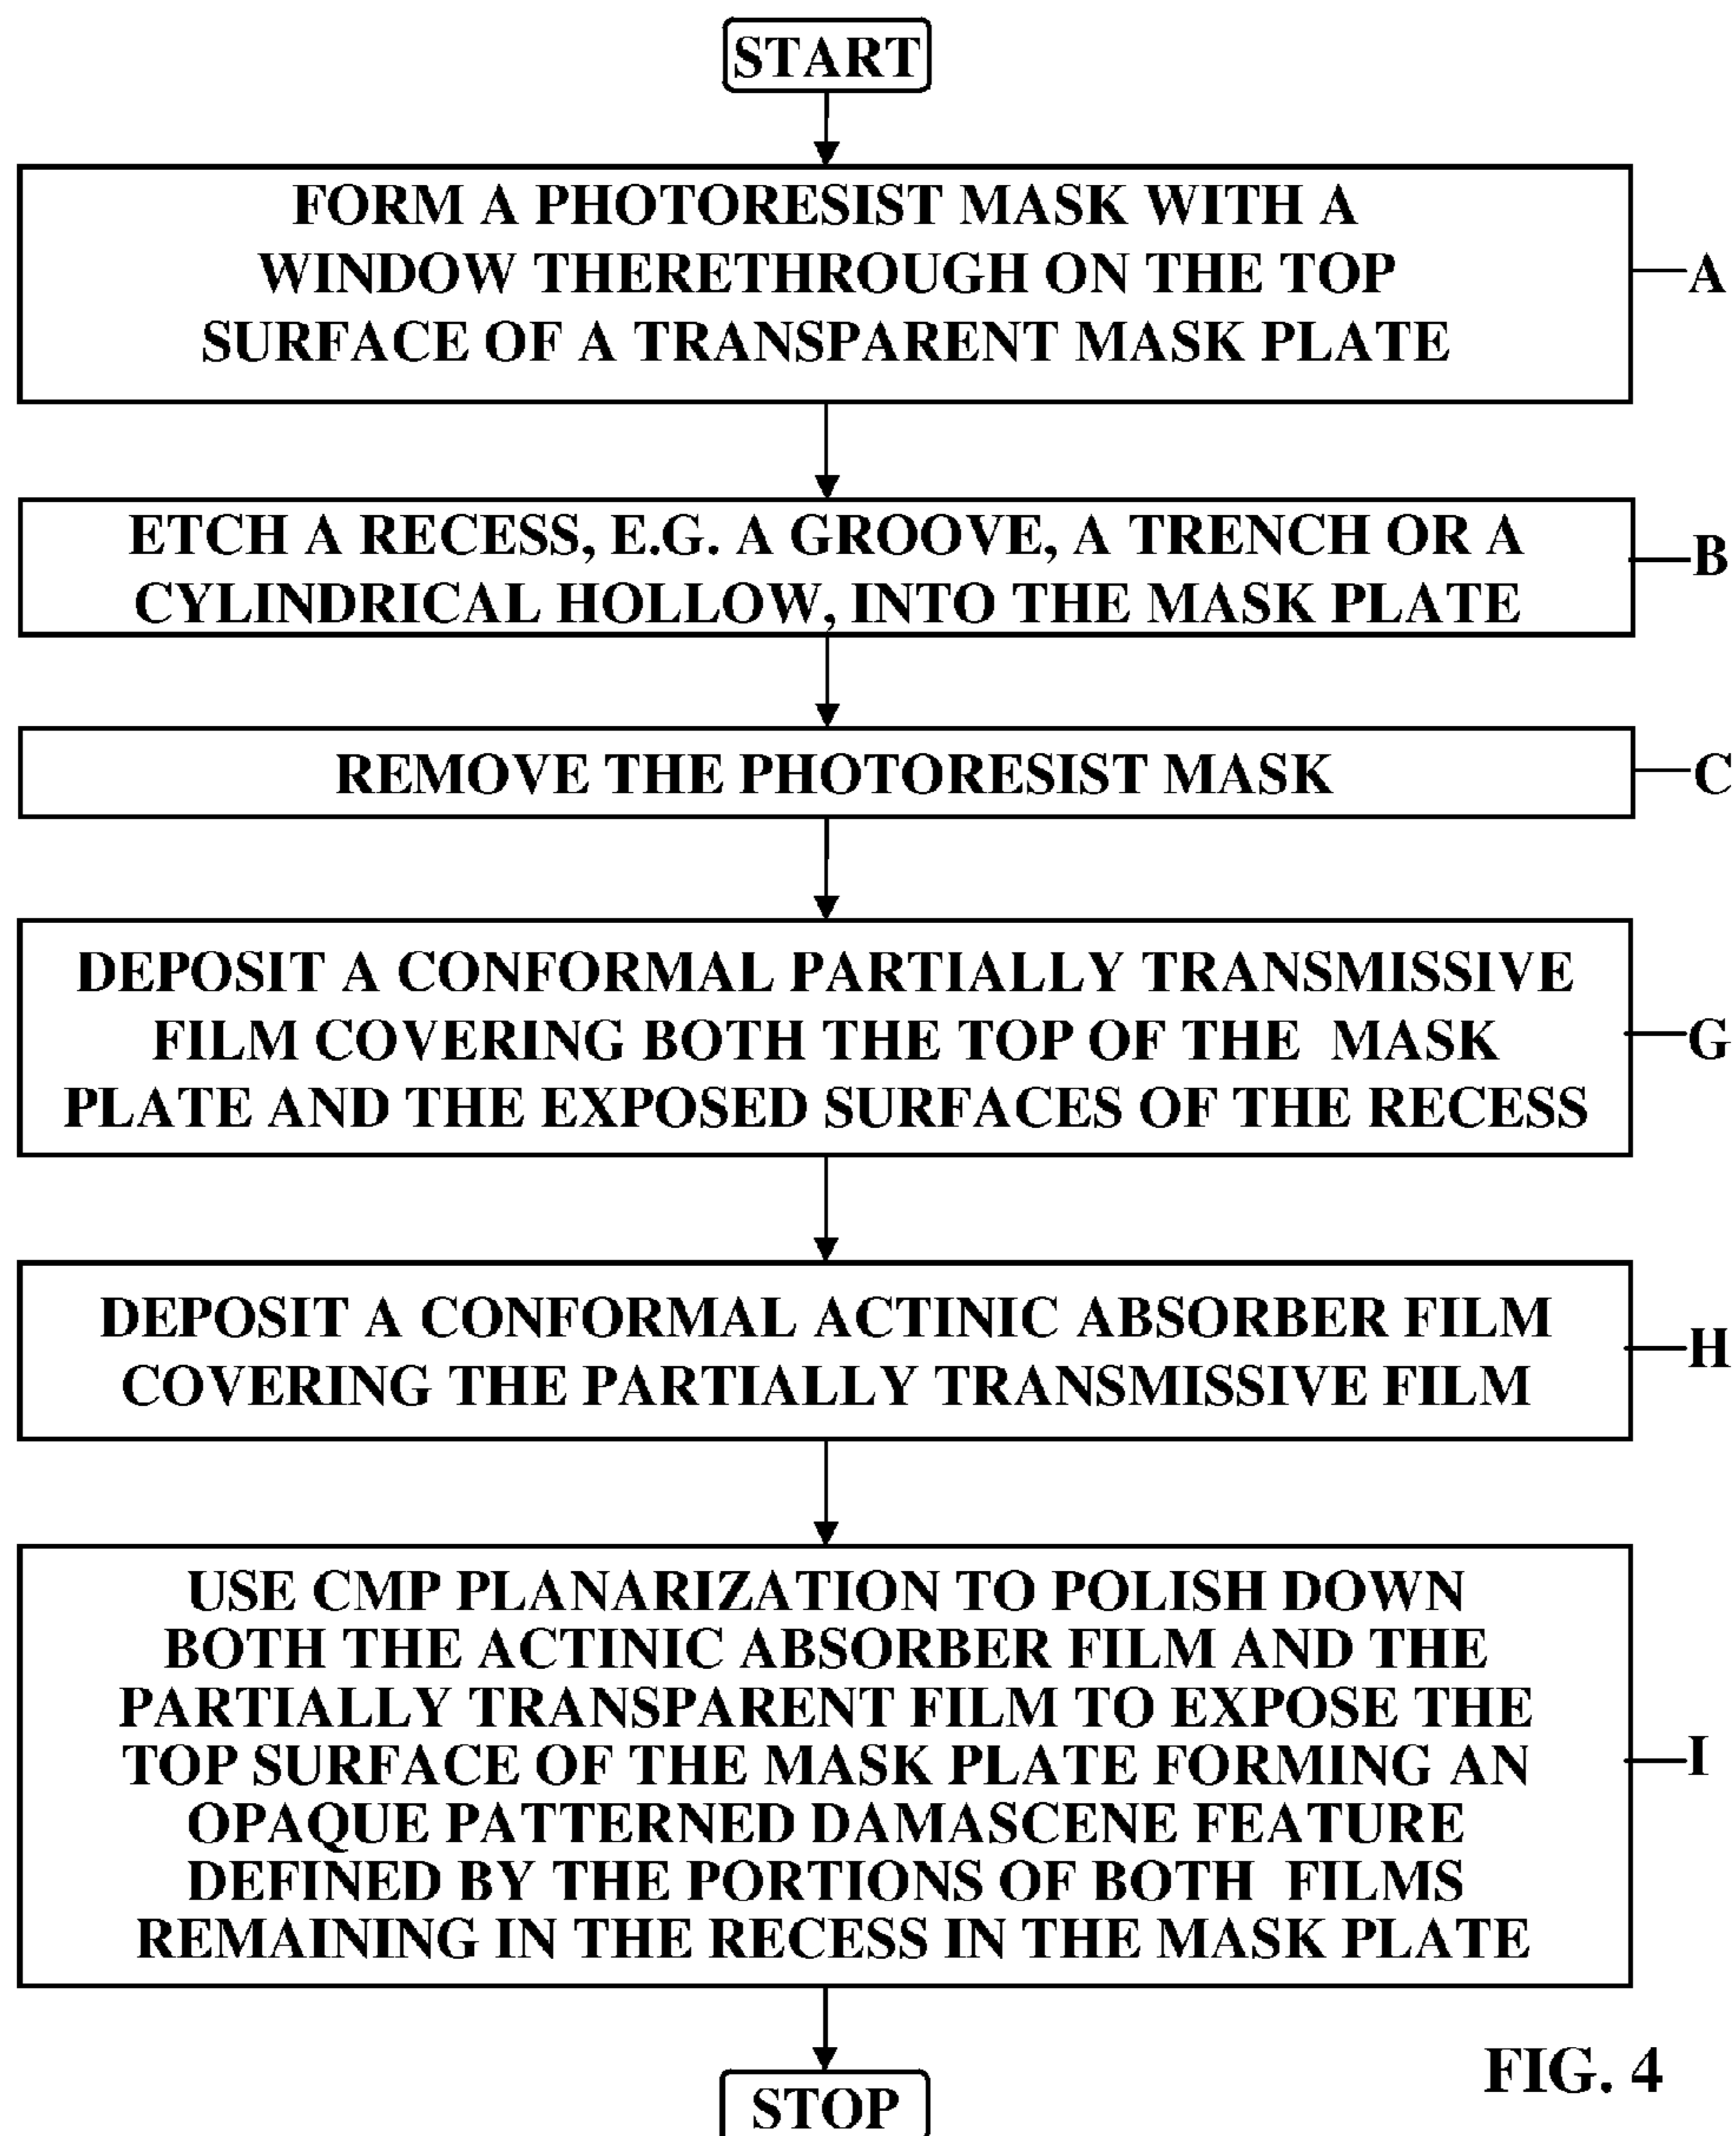 START
FORM A PHOTORESIST MASK WITH A
WINDOW THERETHROUGH ON THE TOP
SURFACE OF A TRANSPARENT MASK PLATE
A
ETCH A RECESS, E.G. A GROOVE, A TRENCH OR A
CYLINDRICAL HOLLOW, INTO THE MASK PLATE
B
REMOVE THE PHOTORESIST MASK
C
DEPOSIT A CONFORMAL PARTIALLY TRANSMISSIVE
FILM COVERING BOTH THE TOP OF THE MASK
PLATE AND THE EXPOSED SURFACES OF THE RECESS
G
DEPOSIT A CONFORMAL ACTINIC ABSORBER FILM
COVERING THE PARTIALLY TRANSMISSIVE FILM
H
USE CMP PLANARIZATION TO POLISH DOWN
BOTH THE ACTINIC ABSORBER FILM AND THE
PARTIALLY TRANSPARENT FILM TO EXPOSE THE
TOP SURFACE OF THE MASK PLATE FORMING AN
OPAQUE PATTERNED DAMASCENE FEATURE
DEFINED BY THE PORTIONS OF BOTH FILMS
REMAINING IN THE RECESS IN THE MASK PLATE
I
STOP
FIG. 4